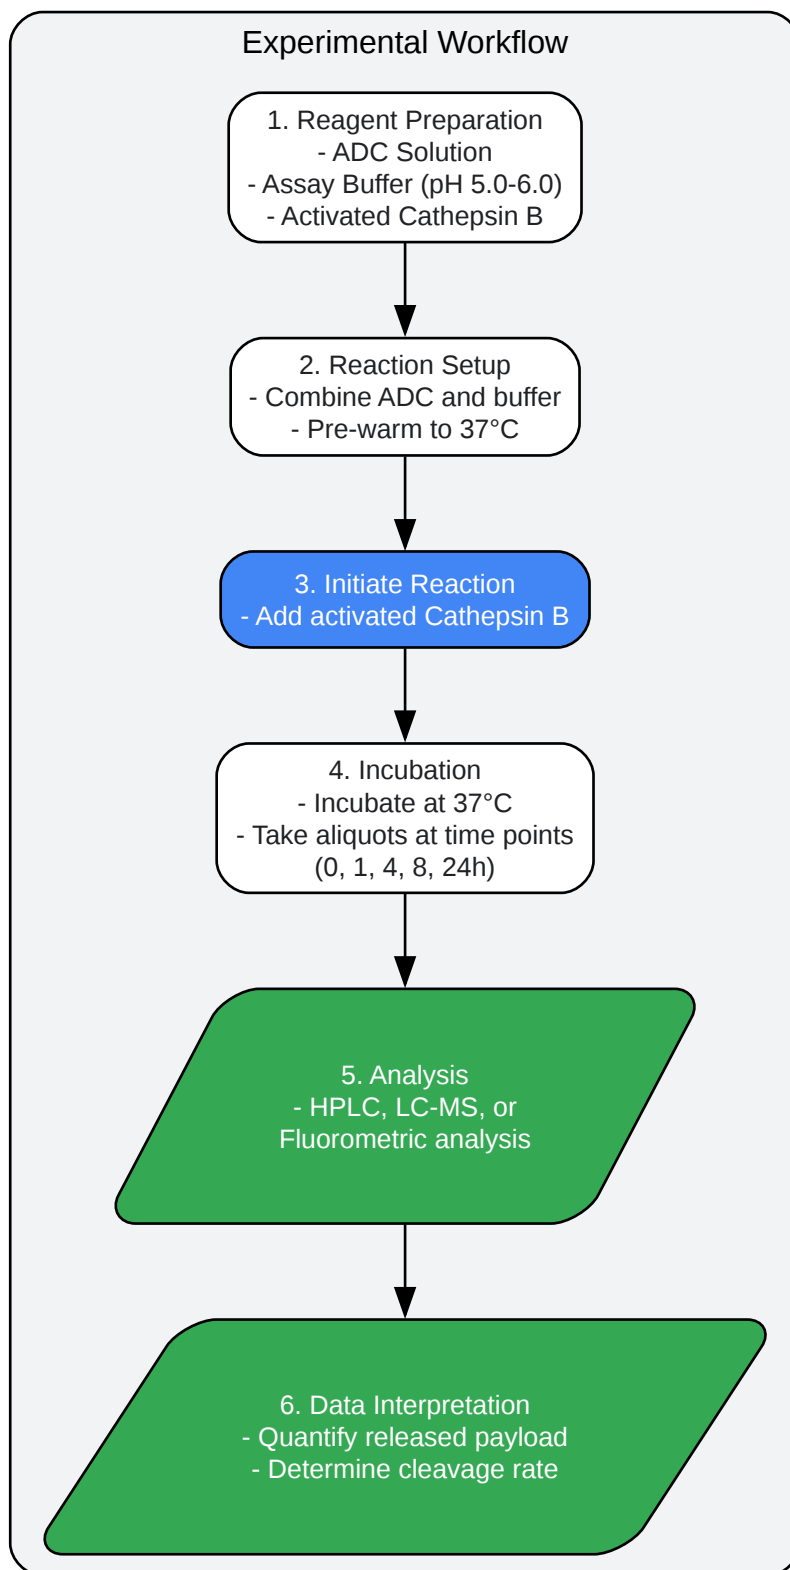 Experimental Workflow
1. Reagent Preparation
- ADC Solution
- Assay Buffer (pH 5.0-6.0)
- Activated Cathepsin B
2. Reaction Setup
- Combine ADC and buffer
- Pre-warm to 37°C
3. Initiate Reaction
- Add activated Cathepsin B
4. Incubation
- Incubate at 37°C
- Take aliquots at time points
(0, 1, 4, 8, 24h)
5. Analysis
- HPLC, LC-MS, or
Fluorometric analysis
6. Data Interpretation
- Quantify released payload
- Determine cleavage rate